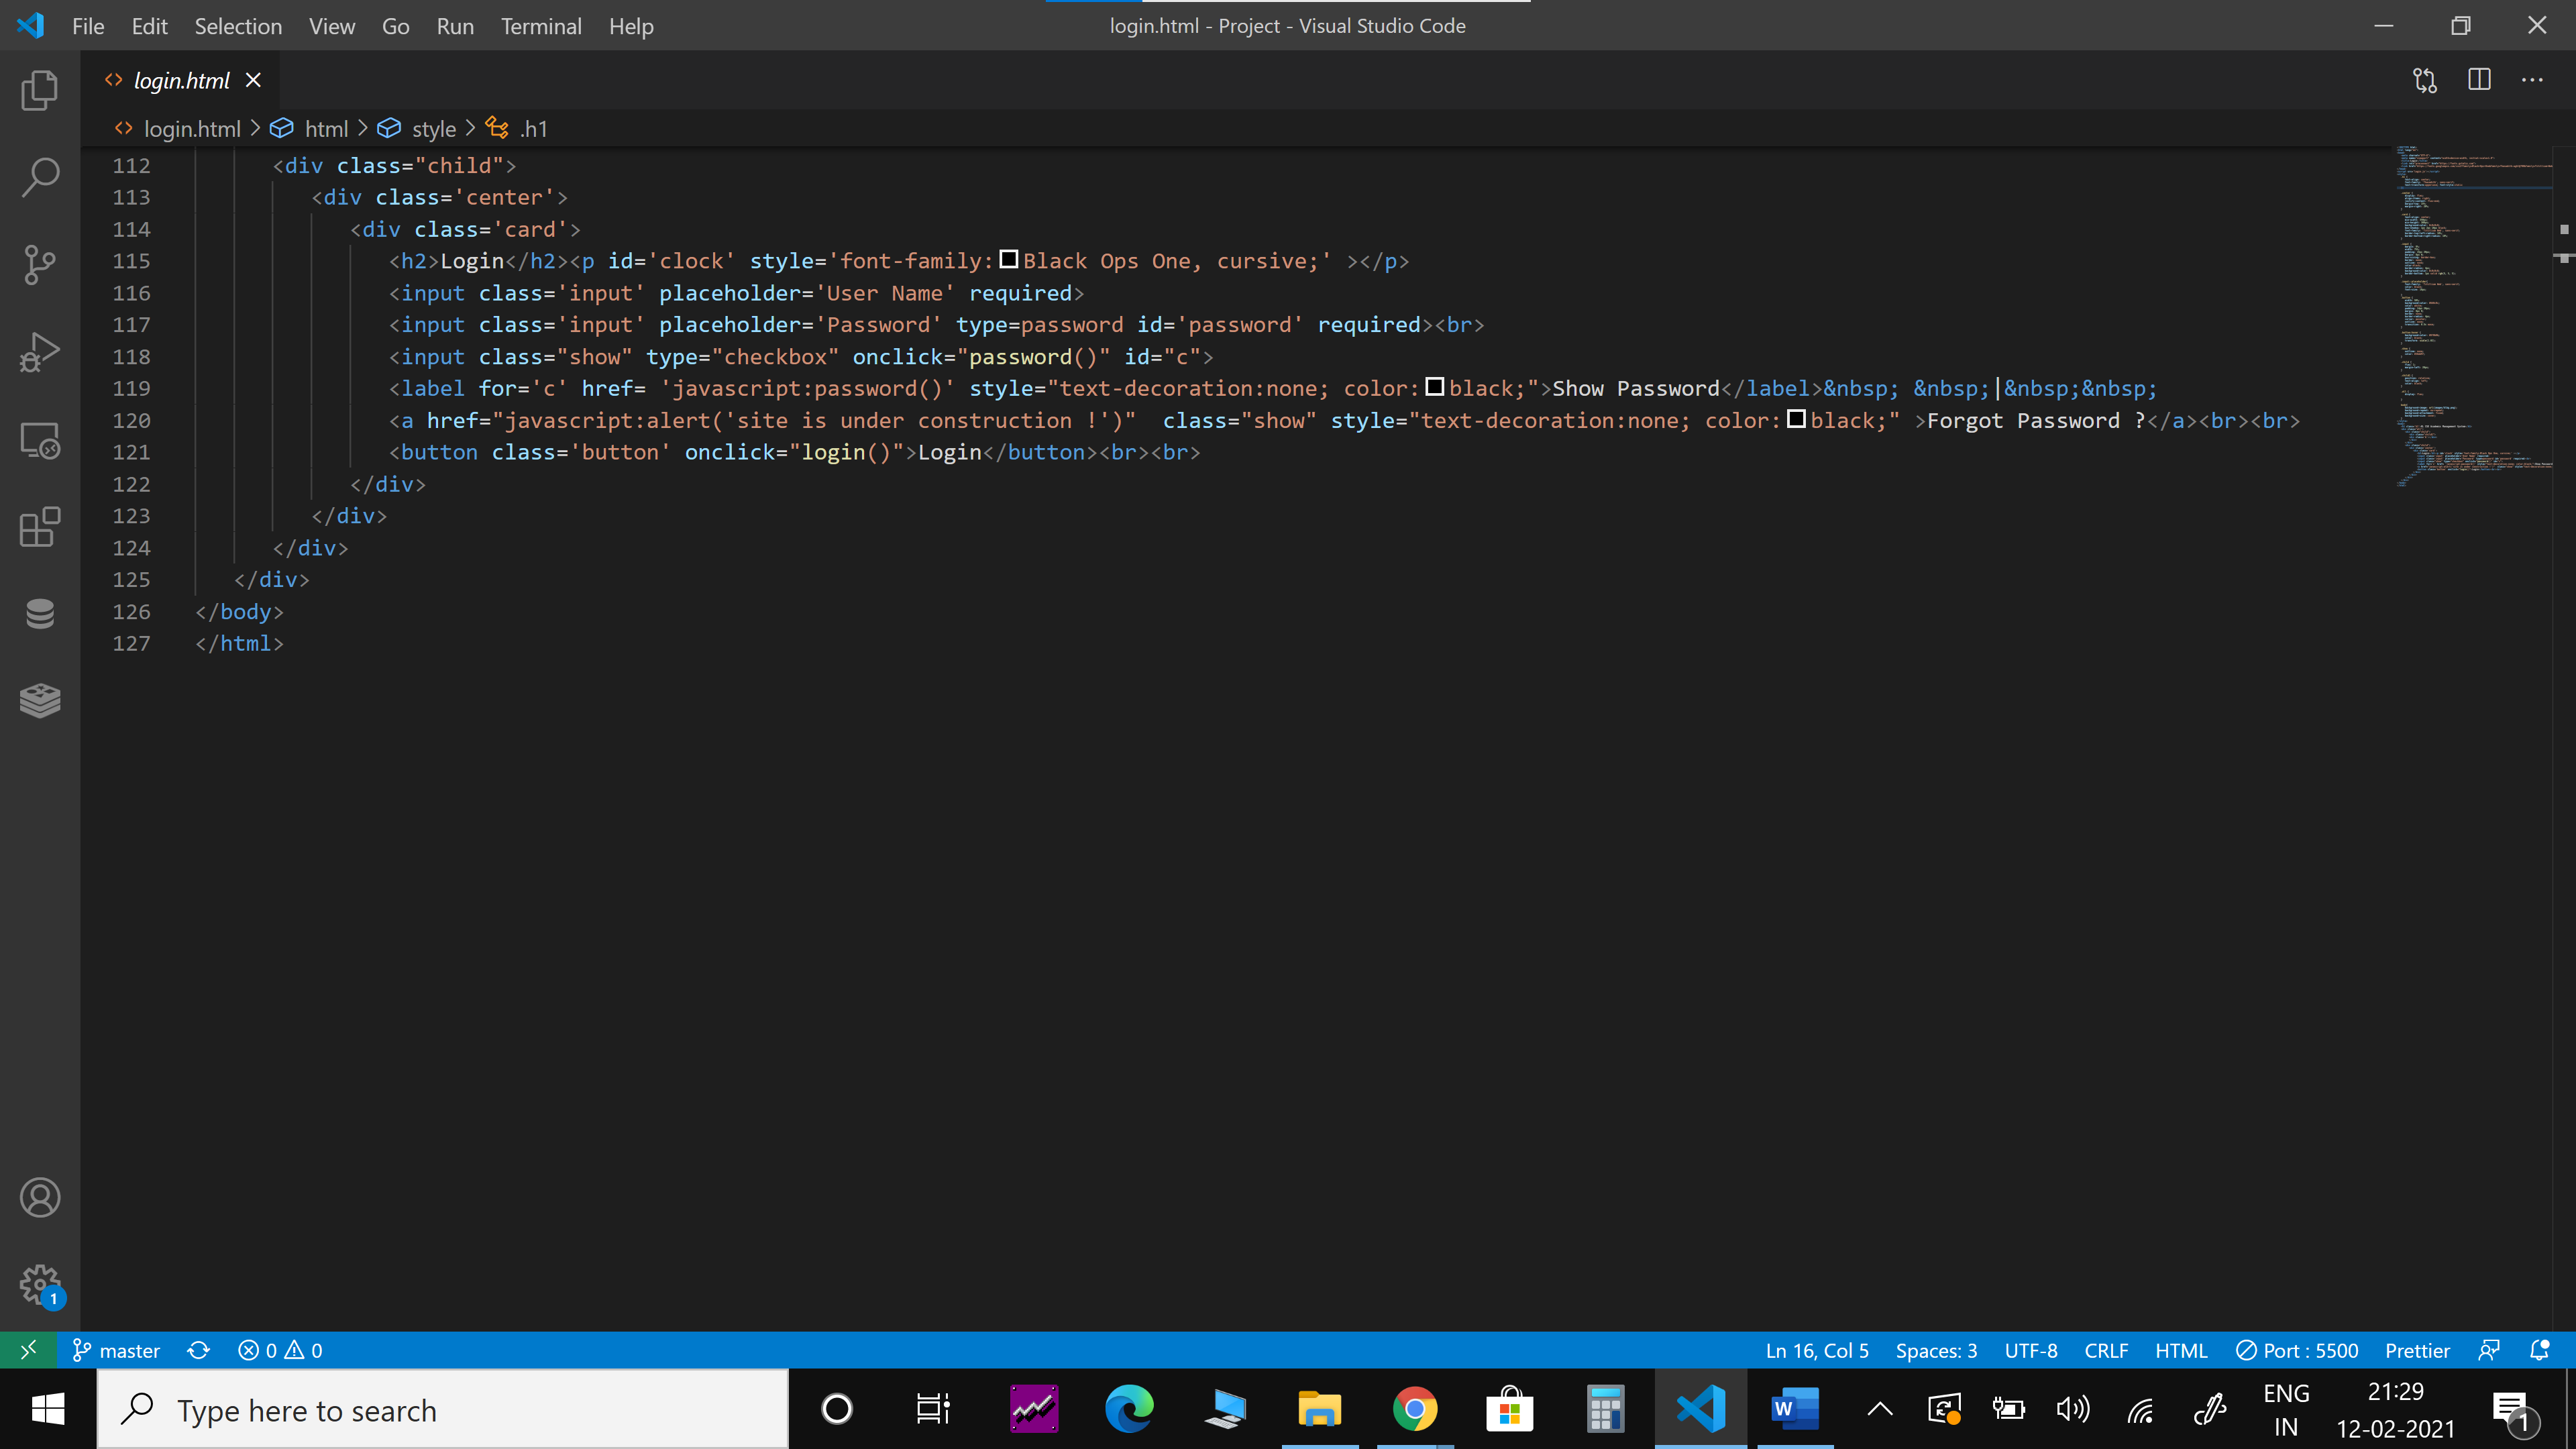 File Edit Selection View Go Run Terminal Help
login.html - Project - Visual Studio Code
login.html
login.html > html > style > .h1
112 <div class="child">
113 <div class='center'>
114 <div class='card'>
115 <h2>Login</h2><p id='clock' style='font-family:Black Ops One, cursive;' ></p>
116 <input class='input' placeholder='User Name' required>
117 <input class='input' placeholder='Password' type=password id='password' required><br>
118 <input class="show" type="checkbox" onclick="password()" id="c">
119 <label for='c' href= 'javascript:password()' style="text-decoration:none; color:black;">Show Password</label>&nbsp; &nbsp;|&nbsp;&nbsp;
120 <a href="javascript:alert('site is under construction !')"  class="show" style="text-decoration:none; color:black;" >Forgot Password ?</a><br><br>
121 <button class='button' onclick="login()">Login</button><br><br>
122 </div>
123 </div>
124 </div>
125 </div>
126 </body>
127 </html>
1
master 0 0 Ln 16, Col 5 Spaces: 3 UTF-8 CRLF HTML Port : 5500 Prettier
Type here to search
W
ENG
IN
21:29
12-02-2021
1